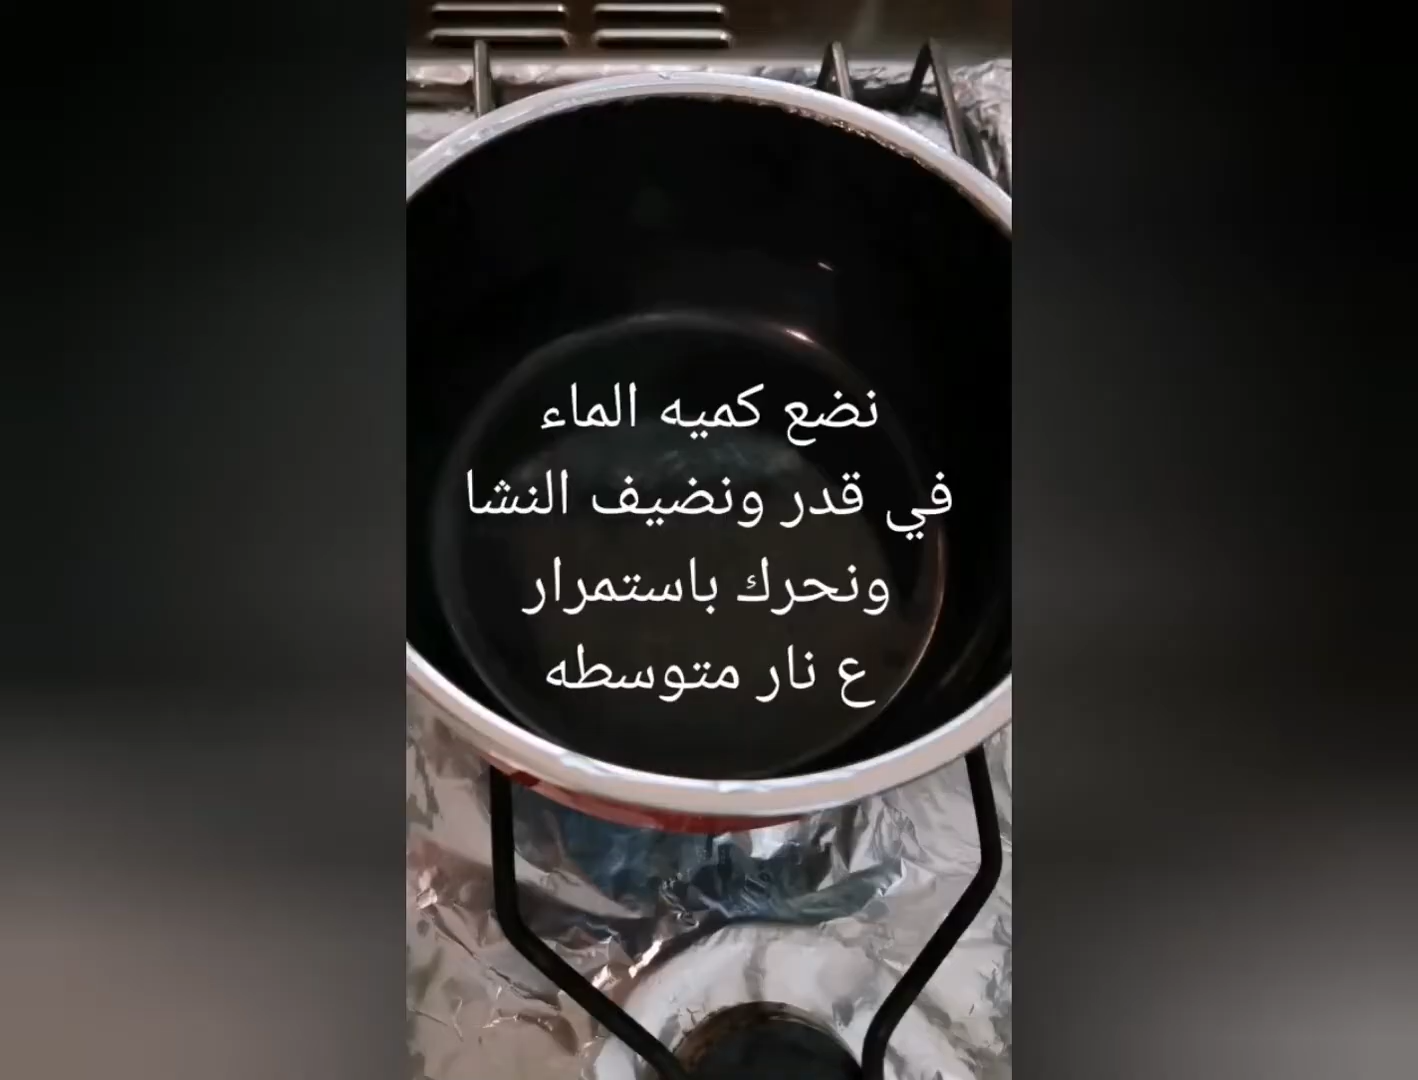 نضع كميه الماء
في قدر ونضيف النشا
ونحرك باستمرار
ع نار متوسطه